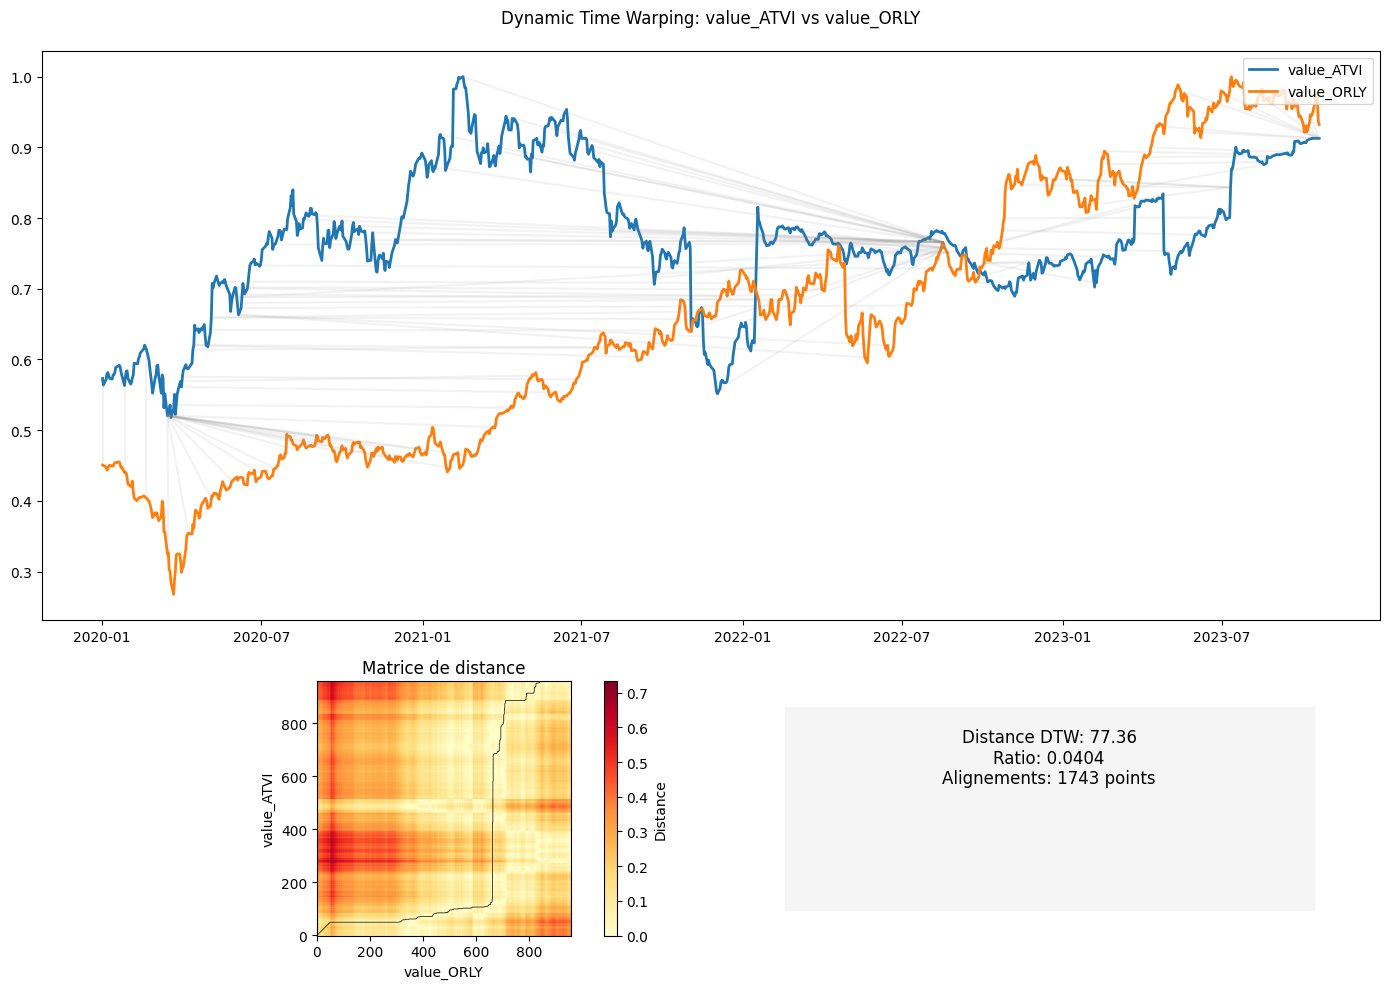 Dynamic Time Warping: value_ATVI vs value_ORLY
value_ATVI
value_ORLY
1.0
0.9
0.8
0.7
0.6
0.5
0.4
0.3
2020-01 2020-07 2021-01 2021-07 2022-01 2022-07 2023-01 2023-07
Matrice de distance
value_ATVI
800
600
400
200
0
0 200 400 600 800
value_ORLY
0.7
0.6
0.5
0.4
0.3
0.2
0.1
0.0
Distance
Distance DTW: 77.36
Ratio: 0.0404
Alignements: 1743 points